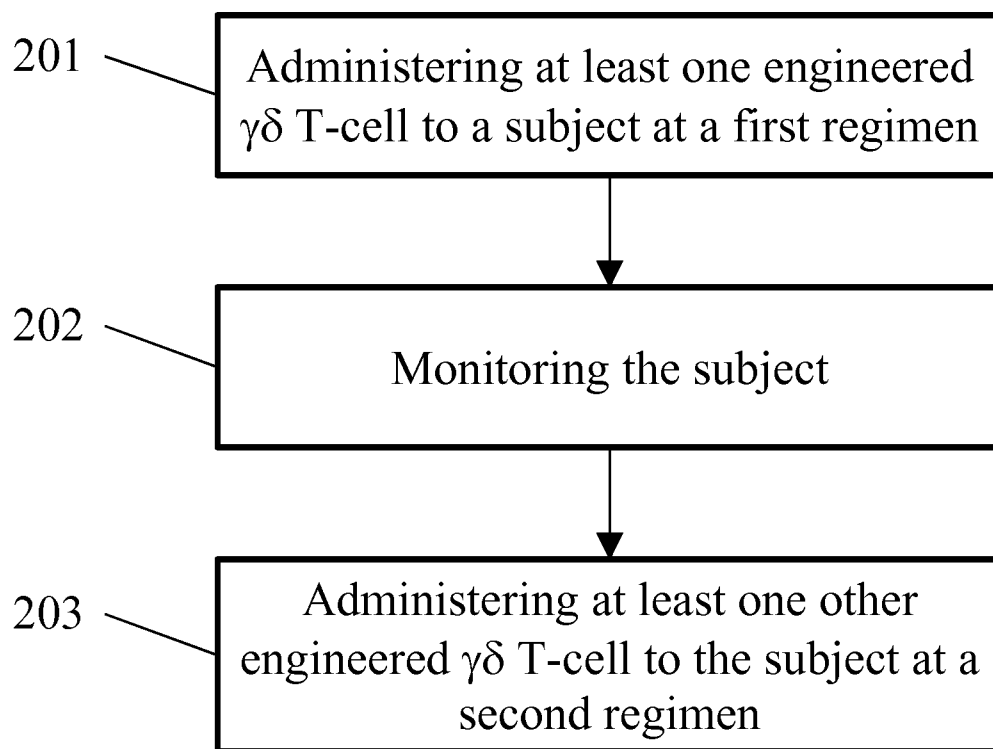 201
Administering at least one engineered
γδ T-cell to a subject at a first regimen
202
Monitoring the subject
203
Administering at least one other
engineered γδ T-cell to the subject at a
second regimen